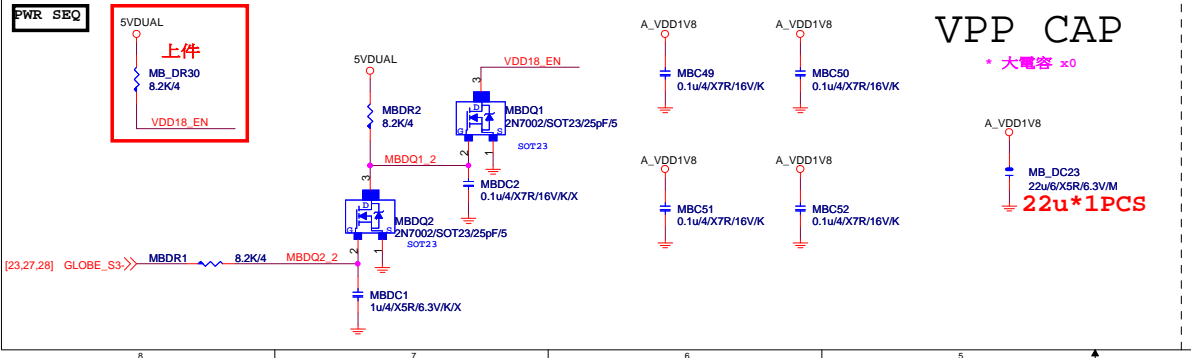 PWR SEQ
5VDUAL
上件
MB_DR30
8.2K/4
VDD18_EN
5VDUAL
MBDR2
8.2K/4
VDD18_EN
3
D
G
S
MBDQ1
2N7002/SOT23/25pF/5
SOT23
2
1
MBDQ1_2
MBDC2
0.1u/4/X7R/16V/K/X
3
D
G
S
MBDQ2
2N7002/SOT23/25pF/5
SOT23
2
1
[23,27,28] GLOBE_S3-
MBDR1
8.2K/4
MBDQ2_2
MBDC1
1u/4/X5R/6.3V/K/X
A_VDD1V8
MBC49
0.1u/4/X7R/16V/K
A_VDD1V8
MBC50
0.1u/4/X7R/16V/K
A_VDD1V8
MBC51
0.1u/4/X7R/16V/K
A_VDD1V8
MBC52
0.1u/4/X7R/16V/K
VPP CAP
* 大電容 x0
A_VDD1V8
MB_DC23
22u/6/X5R/6.3V/M
22u*1PCS
8
7
6
5